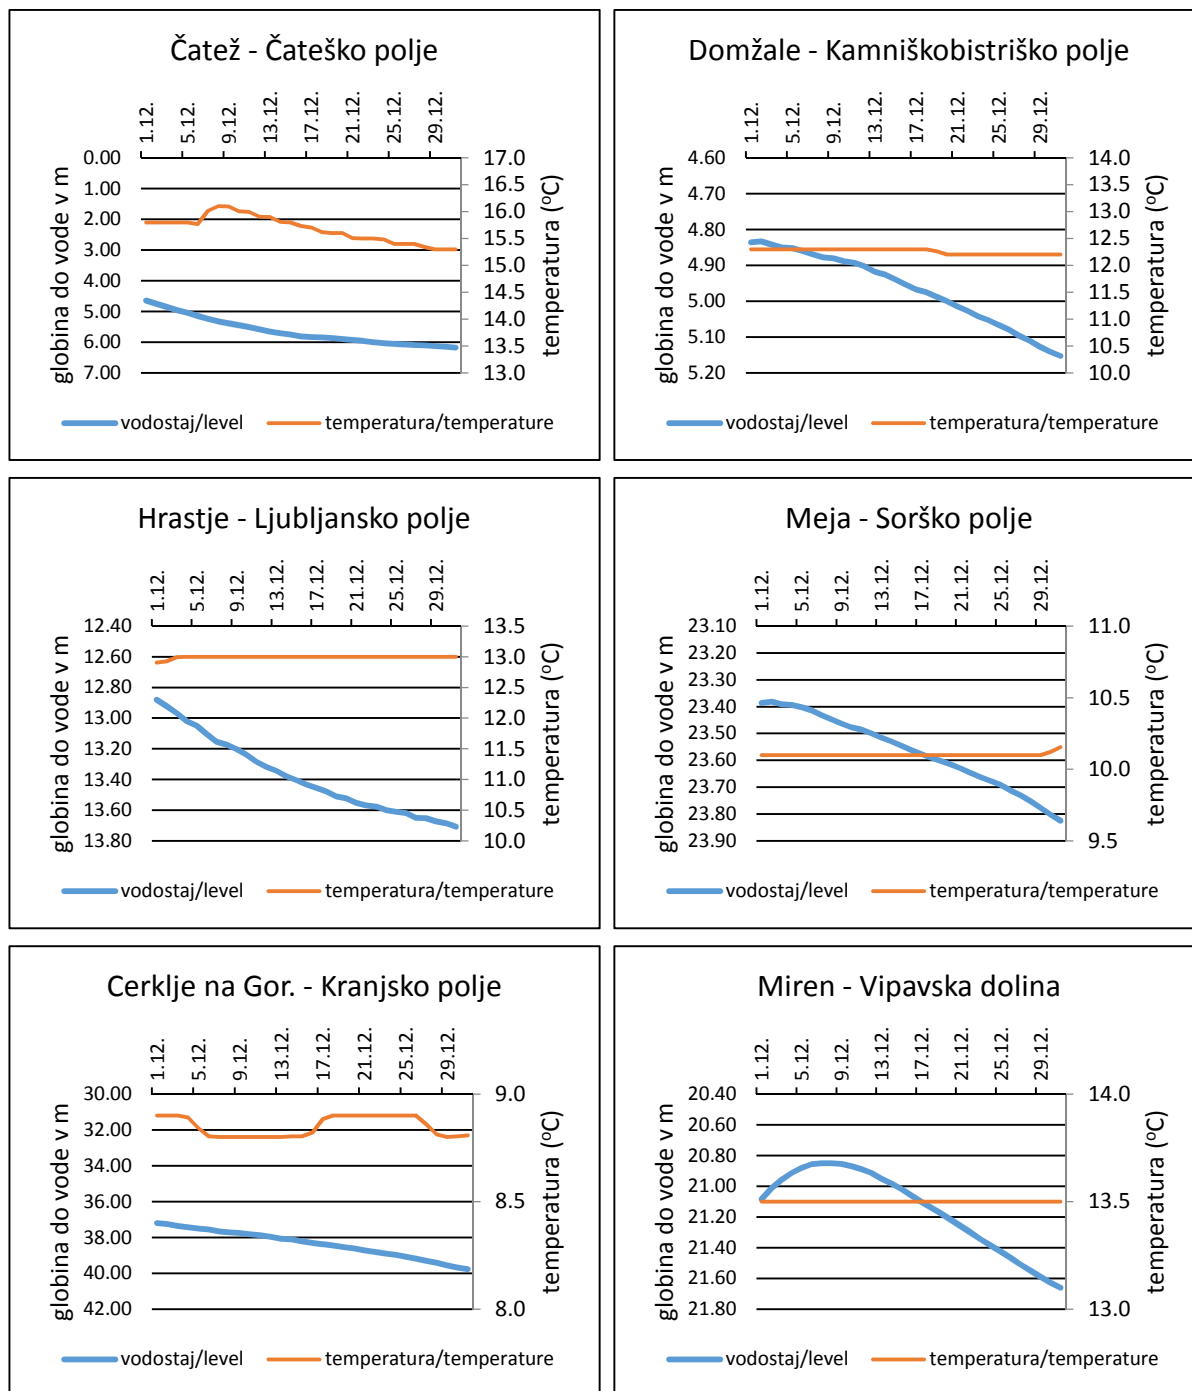 Čatež - Čateško polje
1.12. 5.12. 9.12. 13.12. 17.12. 21.12. 25.12. 29.12.
globina do vode v m
0.00
1.00
2.00
3.00
4.00
5.00
6.00
7.00
17.0
16.5
16.0
15.5
15.0
14.5
14.0
13.5
13.0
temperatura (°C)
vodostaj/level temperatura/temperature
Domžale - Kamniškobistriško polje
1.12. 5.12. 9.12. 13.12. 17.12. 21.12. 25.12. 29.12.
globina do vode v m
4.60
4.70
4.80
4.90
5.00
5.10
5.20
14.0
13.5
13.0
12.5
12.0
11.5
11.0
10.5
10.0
temperatura (°C)
vodostaj/level temperatura/temperature
Hrastje - Ljubljansko polje
1.12. 5.12. 9.12. 13.12. 17.12. 21.12. 25.12. 29.12.
globina do vode v m
12.40
12.60
12.80
13.00
13.20
13.40
13.60
13.80
13.5
13.0
12.5
12.0
11.5
11.0
10.5
10.0
temperatura (°C)
vodostaj/level temperatura/temperature
Meja - Sorško polje
1.12. 5.12. 9.12. 13.12. 17.12. 21.12. 25.12. 29.12.
globina do vode v m
23.10
23.20
23.30
23.40
23.50
23.60
23.70
23.80
23.90
11.0
10.5
10.0
9.5
temperatura (°C)
vodostaj/level temperatura/temperature
Cerklje na Gor. - Kranjsko polje
1.12. 5.12. 9.12. 13.12. 17.12. 21.12. 25.12. 29.12.
globina do vode v m
30.00
32.00
34.00
36.00
38.00
40.00
42.00
9.0
8.5
8.0
temperatura (°C)
vodostaj/level temperatura/temperature
Miren - Vipavska dolina
1.12. 5.12. 9.12. 13.12. 17.12. 21.12. 25.12. 29.12.
globina do vode v m
20.40
20.60
20.80
21.00
21.20
21.40
21.60
21.80
14.0
13.5
13.0
temperatura (°C)
vodostaj/level temperatura/temperature